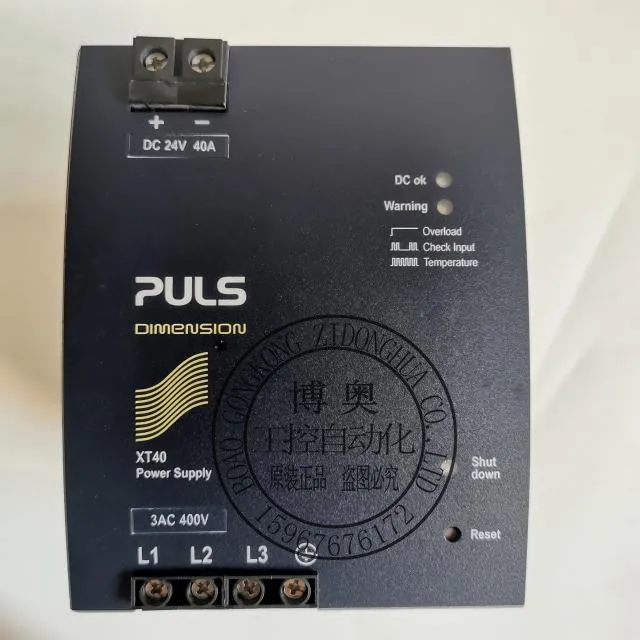 + −
DC 24V 40A
DC ok
Warning
Overload
Check Input
Temperature
PULS
DIMENSION
BOAO GONGKONG ZIDONGHUA CO., LTD
博 奥
工控自动化
原装正品 盗图必究
15967676172
XT40
Power Supply
Shut
down
3AC 400V
Reset
L1 L2 L3